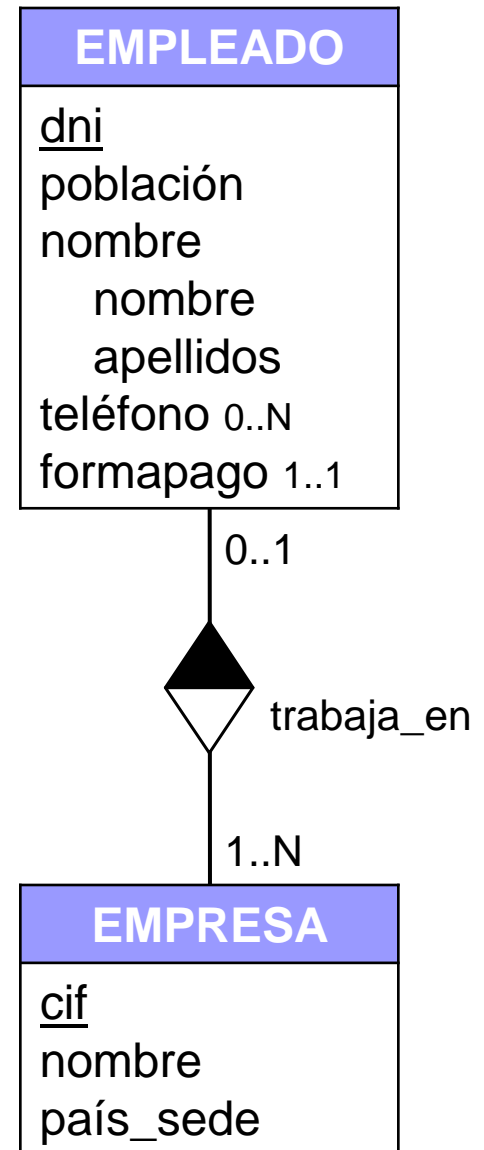 EMPLEADO
dni
población
nombre
nombre
apellidos
teléfono 0..N
formapago 1..1
0..1
trabaja_en
1..N
EMPRESA
cif
nombre
país_sede